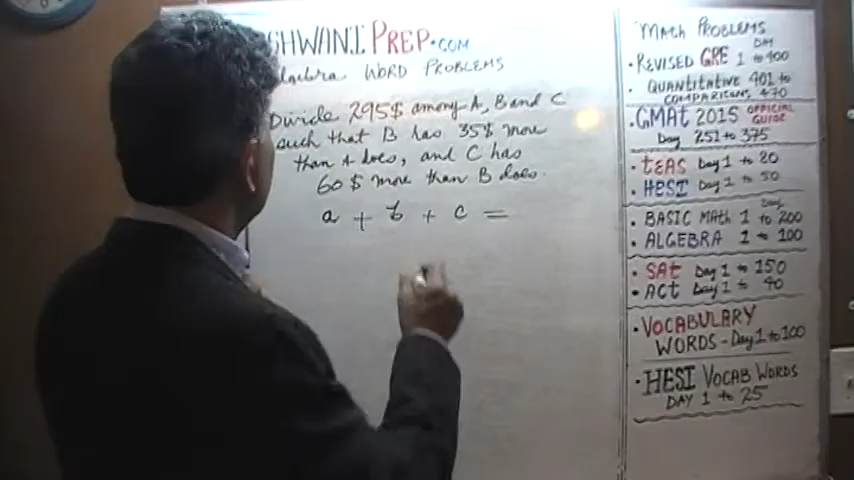 SHWANI PREP.COM
Algebra WORD PROBLEMS
Divide 295$ among A, B and C
such that B has 35$ more
than A does, and C has
60$ more than B does.
a + b + c =
MATH PROBLEMS
• REVISED GRE DAY 1 to 400
• QUANTITATIVE 401 to
COMPARISONS 470
• GMAT 2015 OFFICIAL GUIDE
Day 251 to 375
• TEAS Day 1 to 20
• HESI Day 1 to 50
Day
• BASIC MATH 1 to 200
• ALGEBRA 1 to 100
• SAT Day 1 to 150
• ACT Day 1 to 40
• VOCABULARY
WORDS - Day 1 to 100
• HESI VOCAB WORDS
DAY 1 to 25